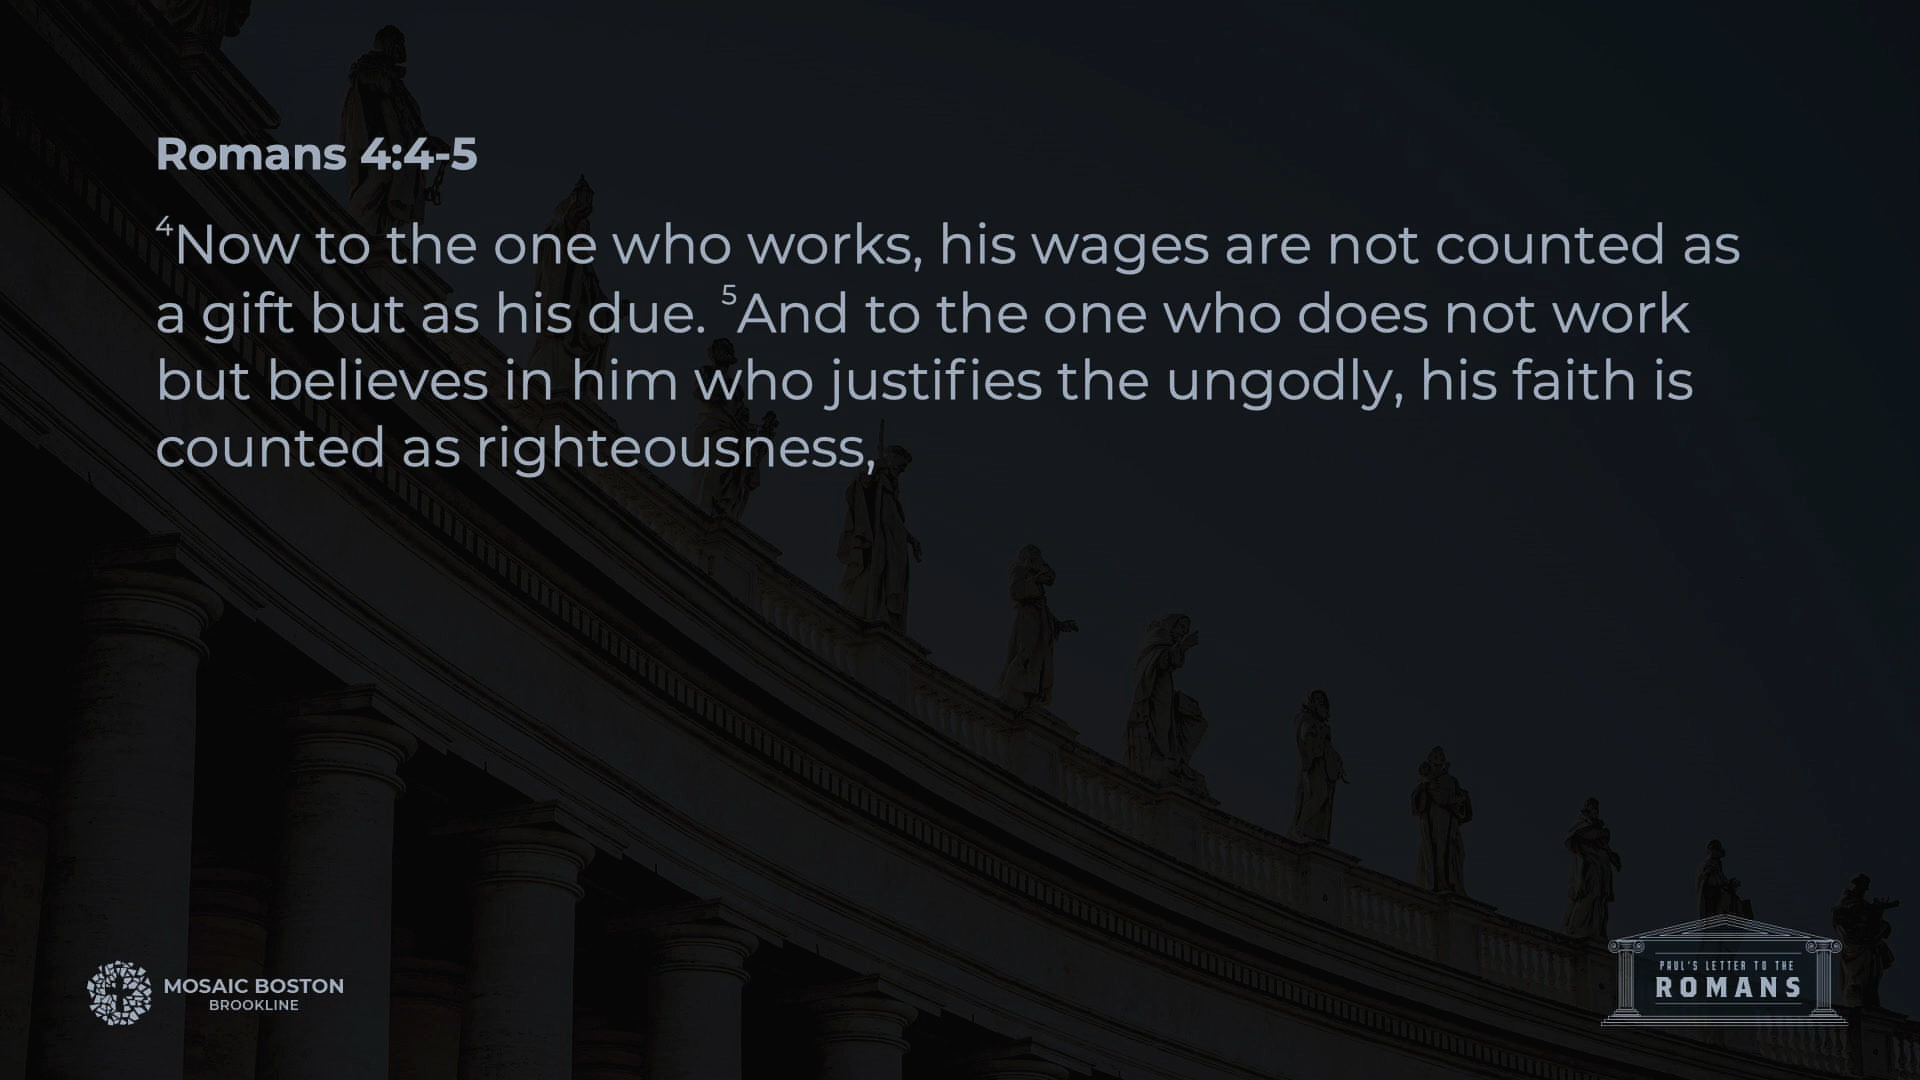 Romans 4:4-5
⁴Now to the one who works, his wages are not counted as
a gift but as his due. ⁵And to the one who does not work
but believes in him who justifies the ungodly, his faith is
counted as righteousness,
MOSAIC BOSTON
BROOKLINE
PAUL'S LETTER TO THE
ROMANS